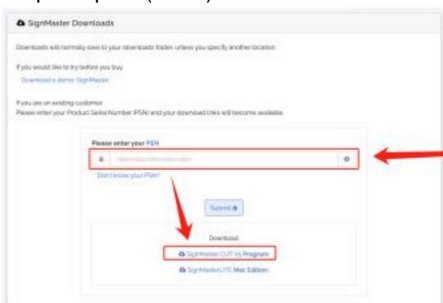 SignMaster Downloads
Downloads will normally save to your downloads folder, unless you specify another location.
If you would like to try before you buy
Download a demo: SignMaster
If you are an existing customer
Please enter your Product Serial Number (PSN) and your download links will become available.
Please enter your PSN
Don't know your PSN?
Submit
Download
SignMaster CUT v5 Program
SignMasterLITE Mac Edition